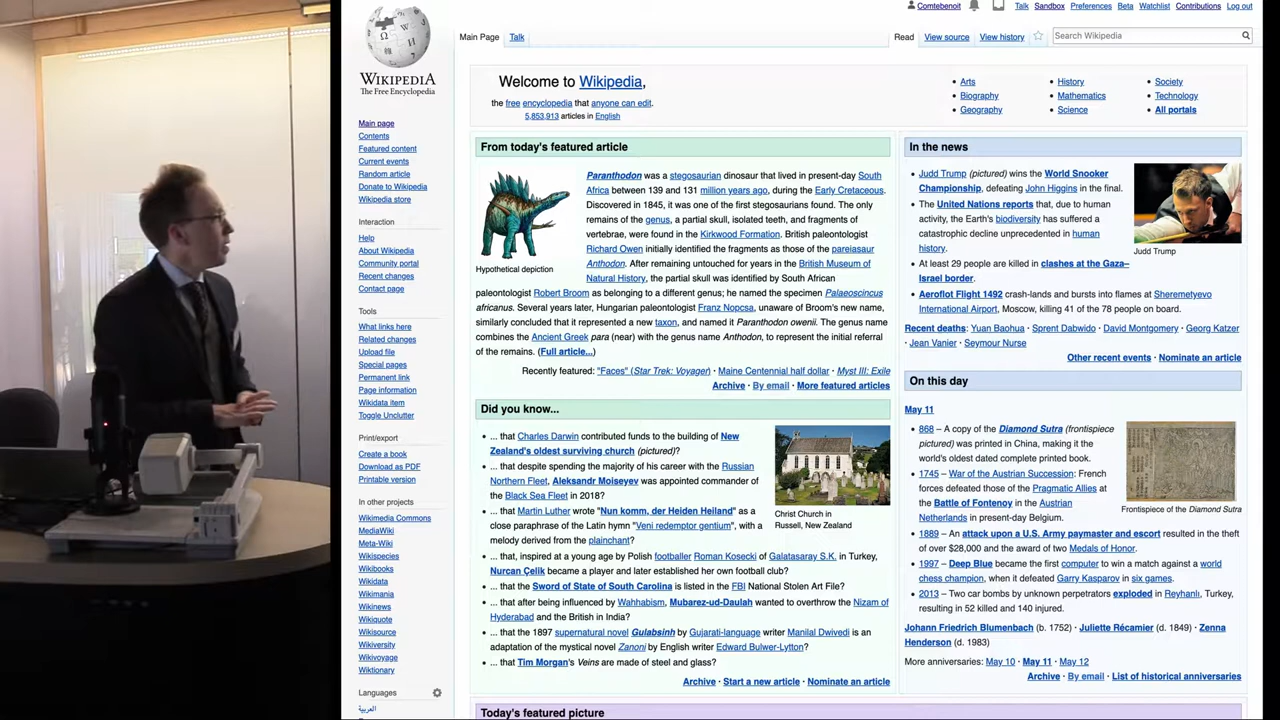 Comtebenoit
Talk
Sandbox
Preferences
Beta
Watchlist
Contributions
Log out
WIKIPEDIA
The Free Encyclopedia
Main Page
Talk
Read
View source
View history
Search Wikipedia
Main page
Contents
Featured content
Current events
Random article
Donate to Wikipedia
Wikipedia store
Interaction
Help
About Wikipedia
Community portal
Recent changes
Contact page
Tools
What links here
Related changes
Upload file
Special pages
Permanent link
Page information
Wikidata item
Toggle Unclutter
Print/export
Create a book
Download as PDF
Printable version
In other projects
Wikimedia Commons
MediaWiki
Meta-Wiki
Wikispecies
Wikibooks
Wikidata
Wikimania
Wikinews
Wikiquote
Wikisource
Wikiversity
Wikivoyage
Wiktionary
Languages
العربية
Welcome to Wikipedia,
the free encyclopedia that anyone can edit.
5,853,913 articles in English
Arts
Biography
Geography
History
Mathematics
Science
Society
Technology
All portals
From today's featured article
Paranthodon was a stegosaurian dinosaur that lived in present-day South
Africa between 139 and 131 million years ago, during the Early Cretaceous.
Discovered in 1845, it was one of the first stegosaurians found. The only
remains of the genus, a partial skull, isolated teeth, and fragments of
vertebrae, were found in the Kirkwood Formation. British paleontologist
Richard Owen initially identified the fragments as those of the pareiasaur
Anthodon. After remaining untouched for years in the British Museum of
Natural History, the partial skull was identified by South African
Hypothetical depiction
paleontologist Robert Broom as belonging to a different genus; he named the specimen Palaeoscincus
africanus. Several years later, Hungarian paleontologist Franz Nopcsa, unaware of Broom's new name,
similarly concluded that it represented a new taxon, and named it Paranthodon owenii. The genus name
combines the Ancient Greek para (near) with the genus name Anthodon, to represent the initial referral
of the remains. (Full article...)
Recently featured: "Faces" (Star Trek: Voyager) · Maine Centennial half dollar · Myst III: Exile
Archive · By email · More featured articles
Did you know...
... that Charles Darwin contributed funds to the building of New
Zealand's oldest surviving church (pictured)?
... that despite spending the majority of his career with the Russian
Northern Fleet, Aleksandr Moiseyev was appointed commander of
the Black Sea Fleet in 2018?
... that Martin Luther wrote "Nun komm, der Heiden Heiland" as a
close paraphrase of the Latin hymn "Veni redemptor gentium", with a
melody derived from the plainchant?
Christ Church in
Russell, New Zealand
... that, inspired at a young age by Polish footballer Roman Kosecki of Galatasaray S.K. in Turkey,
Nurcan Çelik became a player and later established her own football club?
... that the Sword of State of South Carolina is listed in the FBI National Stolen Art File?
... that after being influenced by Wahhabism, Mubarez-ud-Daulah wanted to overthrow the Nizam of
Hyderabad and the British in India?
... that the 1897 supernatural novel Gulabsinh by Gujarati-language writer Manilal Dwivedi is an
adaptation of the mystical novel Zanoni by English writer Edward Bulwer-Lytton?
... that Tim Morgan's Veins are made of steel and glass?
Archive · Start a new article · Nominate an article
In the news
Judd Trump (pictured) wins the World Snooker
Championship, defeating John Higgins in the final.
The United Nations reports that, due to human
activity, the Earth's biodiversity has suffered a
catastrophic decline unprecedented in human
history.
At least 29 people are killed in clashes at the Gaza–
Israel border.
Aeroflot Flight 1492 crash-lands and bursts into flames at Sheremetyevo
International Airport, Moscow, killing 41 of the 78 people on board.
Judd Trump
Recent deaths: Yuan Baohua · Sprent Dabwido · David Montgomery · Georg Katzer
· Jean Vanier · Seymour Nurse
Other recent events · Nominate an article
On this day
May 11
868 – A copy of the Diamond Sutra (frontispiece
pictured) was printed in China, making it the
world's oldest dated complete printed book.
1745 – War of the Austrian Succession: French
forces defeated those of the Pragmatic Allies at
the Battle of Fontenoy in the Austrian
Netherlands in present-day Belgium.
Frontispiece of the Diamond Sutra
1889 – An attack upon a U.S. Army paymaster and escort resulted in the theft
of over $28,000 and the award of two Medals of Honor.
1997 – Deep Blue became the first computer to win a match against a world
chess champion, when it defeated Garry Kasparov in six games.
2013 – Two car bombs by unknown perpetrators exploded in Reyhanlı, Turkey,
resulting in 52 killed and 140 injured.
Johann Friedrich Blumenbach (b. 1752) · Juliette Récamier (d. 1849) · Zenna
Henderson (d. 1983)
More anniversaries: May 10 · May 11 · May 12
Archive · By email · List of historical anniversaries
Today's featured picture